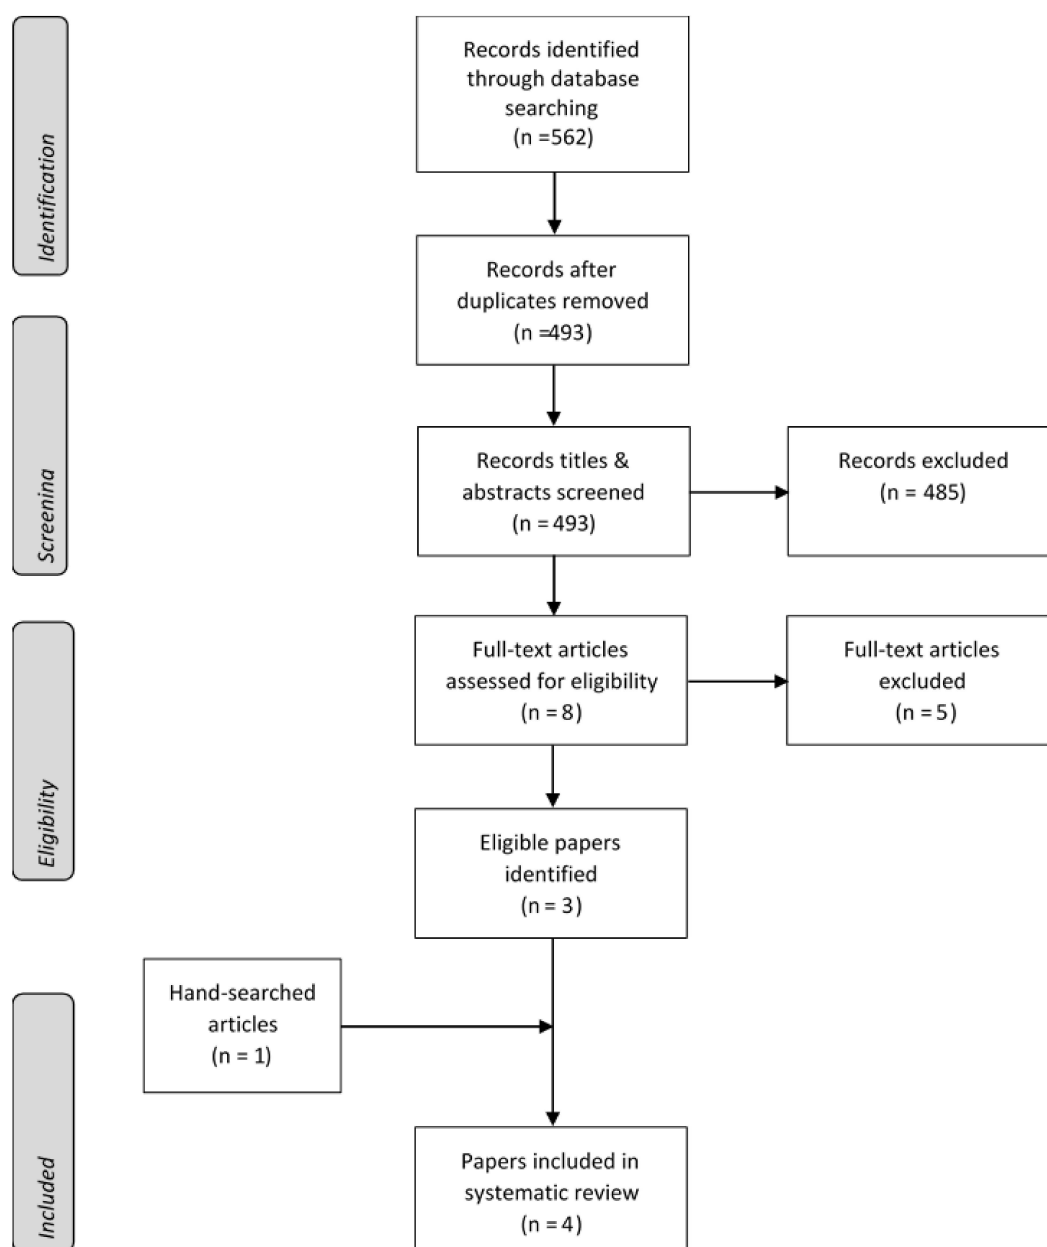 Identification
Records identified
through database
searching
(n =562)
Records after
duplicates removed
(n =493)
Screenina
Records titles &
abstracts screened
(n = 493)
Records excluded
(n = 485)
Eligibility
Full-text articles
assessed for eligibility
(n = 8)
Full-text articles
excluded
(n = 5)
Eligible papers
identified
(n = 3)
Included
Hand-searched
articles
(n = 1)
Papers included in
systematic review
(n = 4)